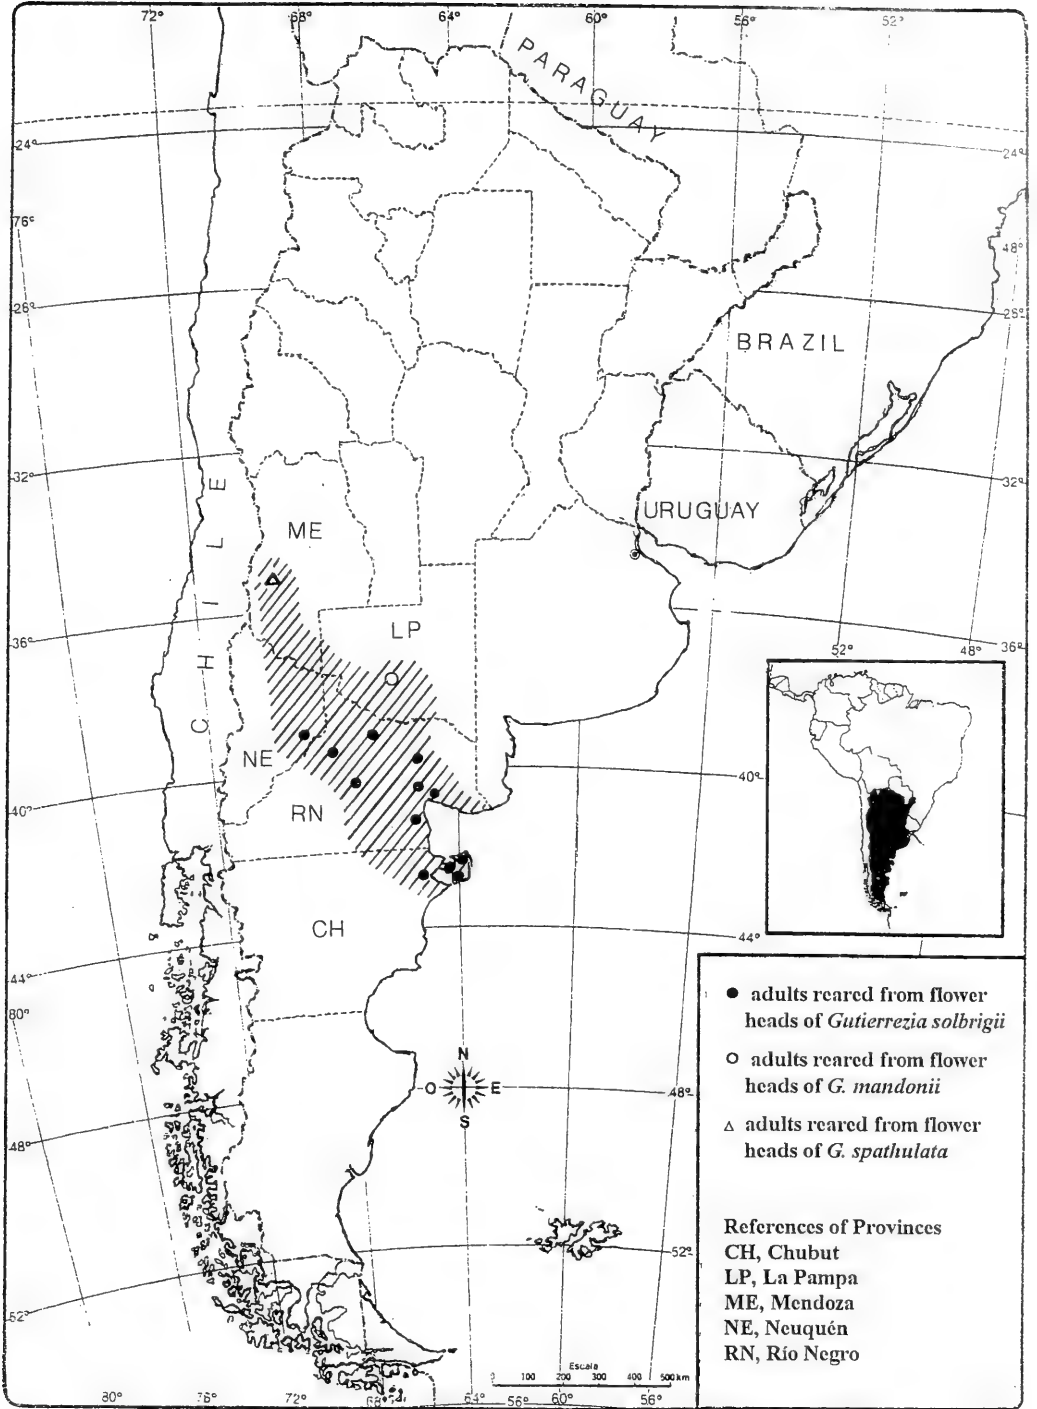 72° 68° 64° 60° 56° 52°
PARAGUAY
24° 24°
76°
48°
28° 28°
BRAZIL
32° 32°
CHILE
ME
URUGUAY
36° 36°
LP
52° 48°
NE
40° 40°
RN
CH
44°
44°
80°
● adults reared from flower
heads of Gutierrezia solbrigii
○ adults reared from flower
heads of G. mandonii
△ adults reared from flower
heads of G. spathulata
N
O E
S
48°
48°
References of Provinces
CH, Chubut
LP, La Pampa
ME, Mendoza
NE, Neuquén
RN, Río Negro
52°
52°
Escala
0 100 200 300 400 500km
80° 76° 72° 68° 64° 56° 60° 56°